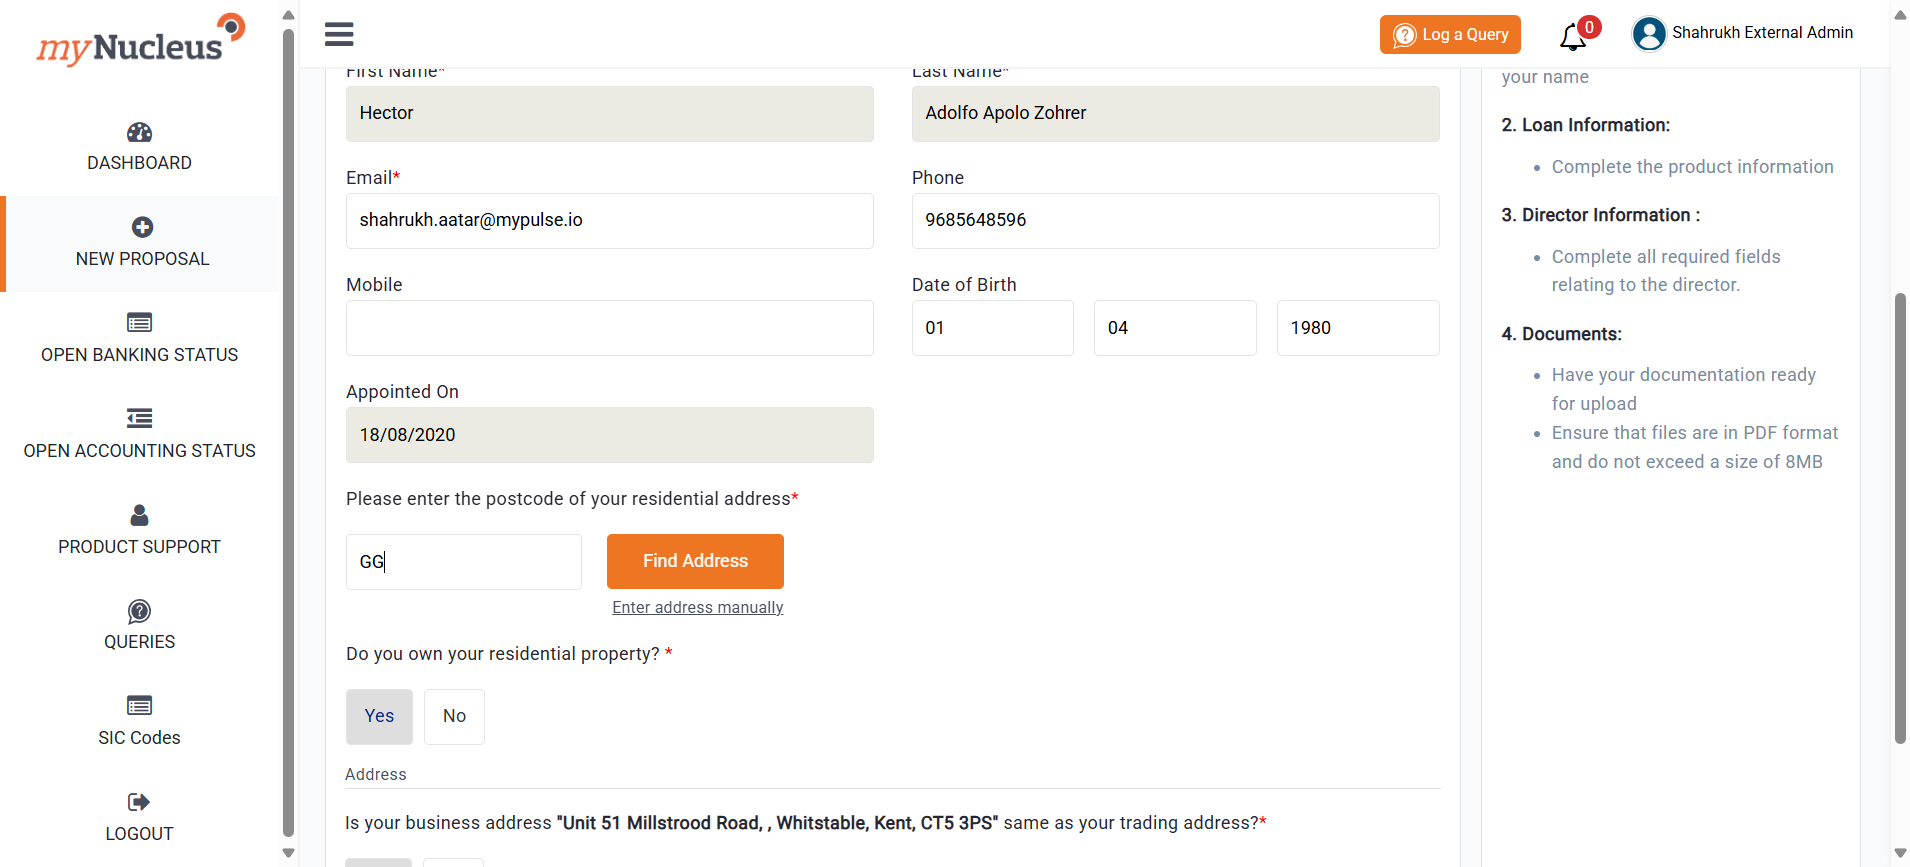 myNucleus
Log a Query
0
Shahrukh External Admin
DASHBOARD
NEW PROPOSAL
OPEN BANKING STATUS
OPEN ACCOUNTING STATUS
PRODUCT SUPPORT
QUERIES
SIC Codes
LOGOUT
First Name*
Last Name*
Hector
Adolfo Apolo Zohrer
Email*
Phone
shahrukh.aatar@mypulse.io
9685648596
Mobile
Date of Birth
01
04
1980
Appointed On
18/08/2020
Please enter the postcode of your residential address*
GG
Find Address
Enter address manually
Do you own your residential property? *
Yes
No
Address
Is your business address "Unit 51 Millstrood Road, , Whitstable, Kent, CT5 3PS" same as your trading address?*
your name
2. Loan Information:
Complete the product information
3. Director Information :
Complete all required fields
relating to the director.
4. Documents:
Have your documentation ready
for upload
Ensure that files are in PDF format
and do not exceed a size of 8MB